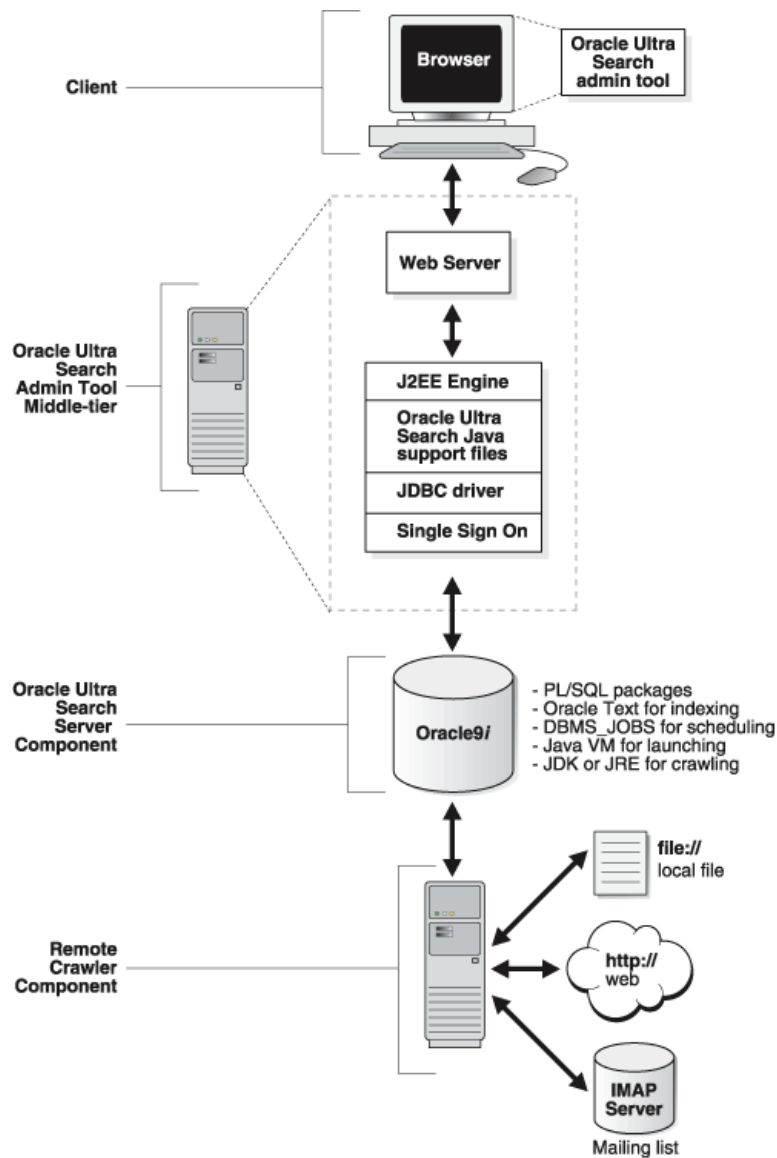 Client
Browser
Oracle Ultra
Search
admin tool
Web Server
Oracle Ultra
Search
Admin Tool
Middle-tier
J2EE Engine
Oracle Ultra
Search Java
support files
JDBC driver
Single Sign On
Oracle Ultra
Search
Server
Component
Oracle9i
- PL/SQL packages
- Oracle Text for indexing
- DBMS_JOBS for scheduling
- Java VM for launching
- JDK or JRE for crawling
Remote
Crawler
Component
file://
local file
http://
web
IMAP
Server
Mailing list